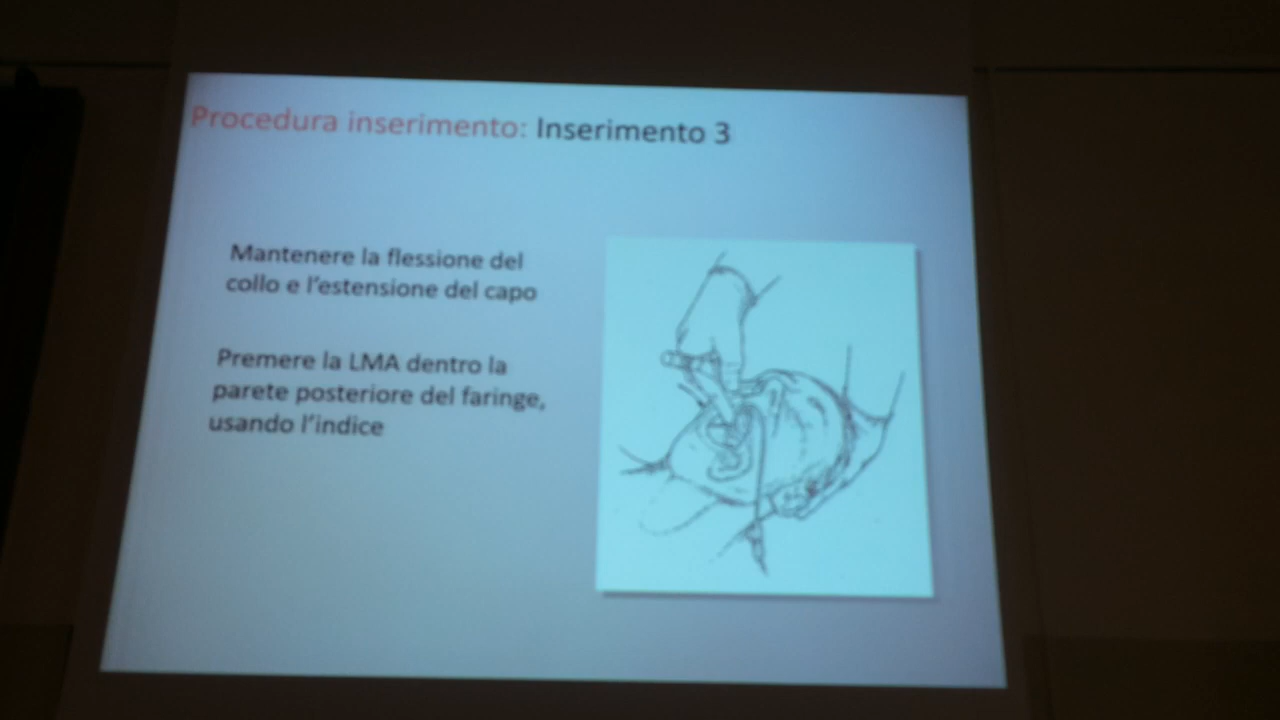 Procedura inserimento: Inserimento 3
Mantenere la flessione del
collo e l'estensione del capo
Premere la LMA dentro la
parete posteriore del faringe,
usando l'indice